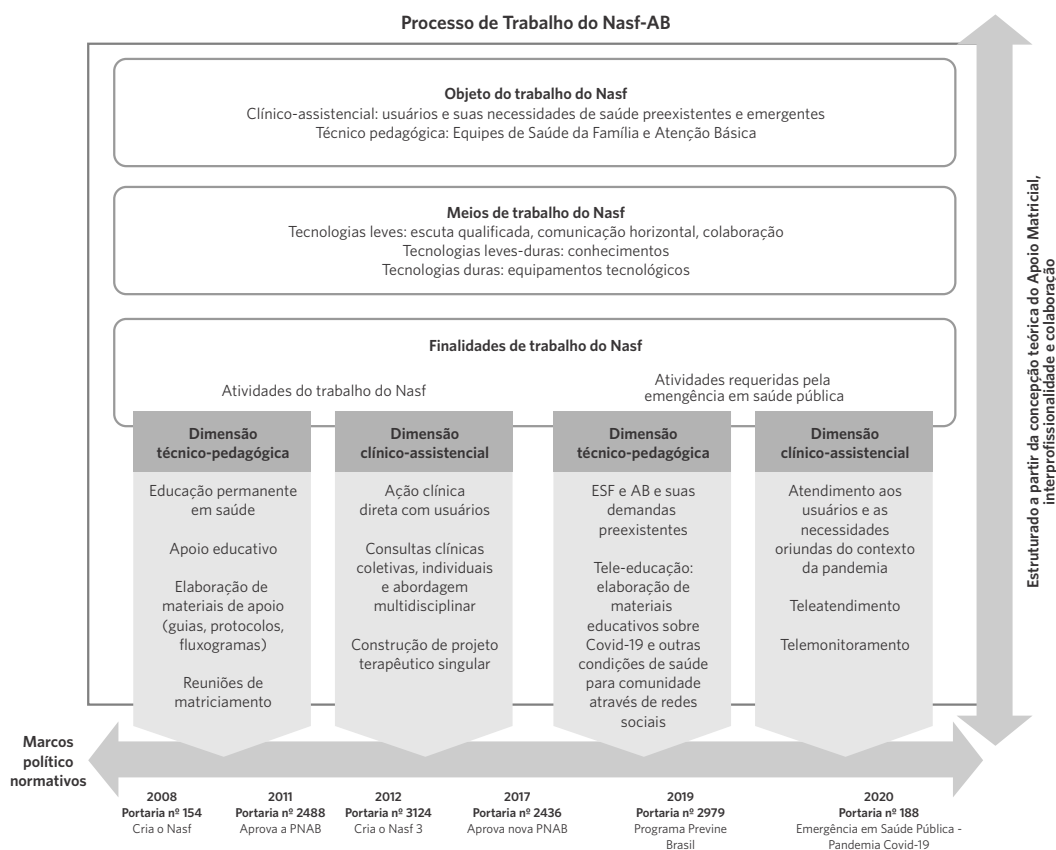 Processo de Trabalho do Nasf-AB
Objeto do trabalho do Nasf
Clínico-assistencial: usuários e suas necessidades de saúde preexistentes e emergentes
Técnico pedagógica: Equipes de Saúde da Família e Atenção Básica
Meios de trabalho do Nasf
Tecnologias leves: escuta qualificada, comunicação horizontal, colaboração
Tecnologias leves-duras: conhecimentos
Tecnologias duras: equipamentos tecnológicos
Finalidades de trabalho do Nasf
Atividades do trabalho do Nasf
Atividades requeridas pela
emengência em saúde pública
Dimensão
técnico-pedagógica
Educação permanente
em saúde
Apoio educativo
Elaboração de
materiais de apoio
(guias, protocolos,
fluxogramas)
Reuniões de
matriciamento
Dimensão
clínico-assistencial
Ação clínica
direta com usuários
Consultas clínicas
coletivas, individuais
e abordagem
multidisciplinar
Construção de projeto
terapêutico singular
Dimensão
técnico-pedagógica
ESF e AB e suas
demandas
preexistentes
Tele-educação:
elaboração de
materiais
educativos sobre
Covid-19 e outras
condições de saúde
para comunidade
através de redes
sociais
Dimensão
clínico-assistencial
Atendimento aos
usuários e as
necessidades
oriundas do contexto
da pandemia
Teleatendimento
Telemonitoramento
Estruturado a partir da concepção teórica do Apoio Matricial,
interprofissionalidade e colaboração
Marcos
político
normativos
2008
Portaria nº 154
Cria o Nasf
2011
Portaria nº 2488
Aprova a PNAB
2012
Portaria nº 3124
Cria o Nasf 3
2017
Portaria nº 2436
Aprova nova PNAB
2019
Portaria nº 2979
Programa Previne
Brasil
2020
Portaria nº 188
Emergência em Saúde Pública -
Pandemia Covid-19